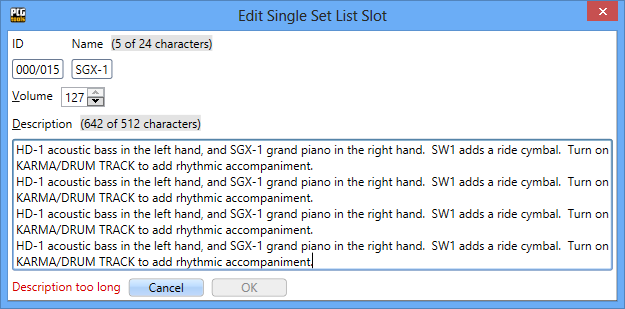 PCG TOOLS
Edit Single Set List Slot
ID Name (5 of 24 characters)
000/015 SGX-1
Volume 127
Description (642 of 512 characters)
HD-1 acoustic bass in the left hand, and SGX-1 grand piano in the right hand.  SW1 adds a ride cymbal.  Turn on
KARMA/DRUM TRACK to add rhythmic accompaniment.
HD-1 acoustic bass in the left hand, and SGX-1 grand piano in the right hand.  SW1 adds a ride cymbal.  Turn on
KARMA/DRUM TRACK to add rhythmic accompaniment.
HD-1 acoustic bass in the left hand, and SGX-1 grand piano in the right hand.  SW1 adds a ride cymbal.  Turn on
KARMA/DRUM TRACK to add rhythmic accompaniment.
HD-1 acoustic bass in the left hand, and SGX-1 grand piano in the right hand.  SW1 adds a ride cymbal.  Turn on
KARMA/DRUM TRACK to add rhythmic accompaniment.
Description too long Cancel OK